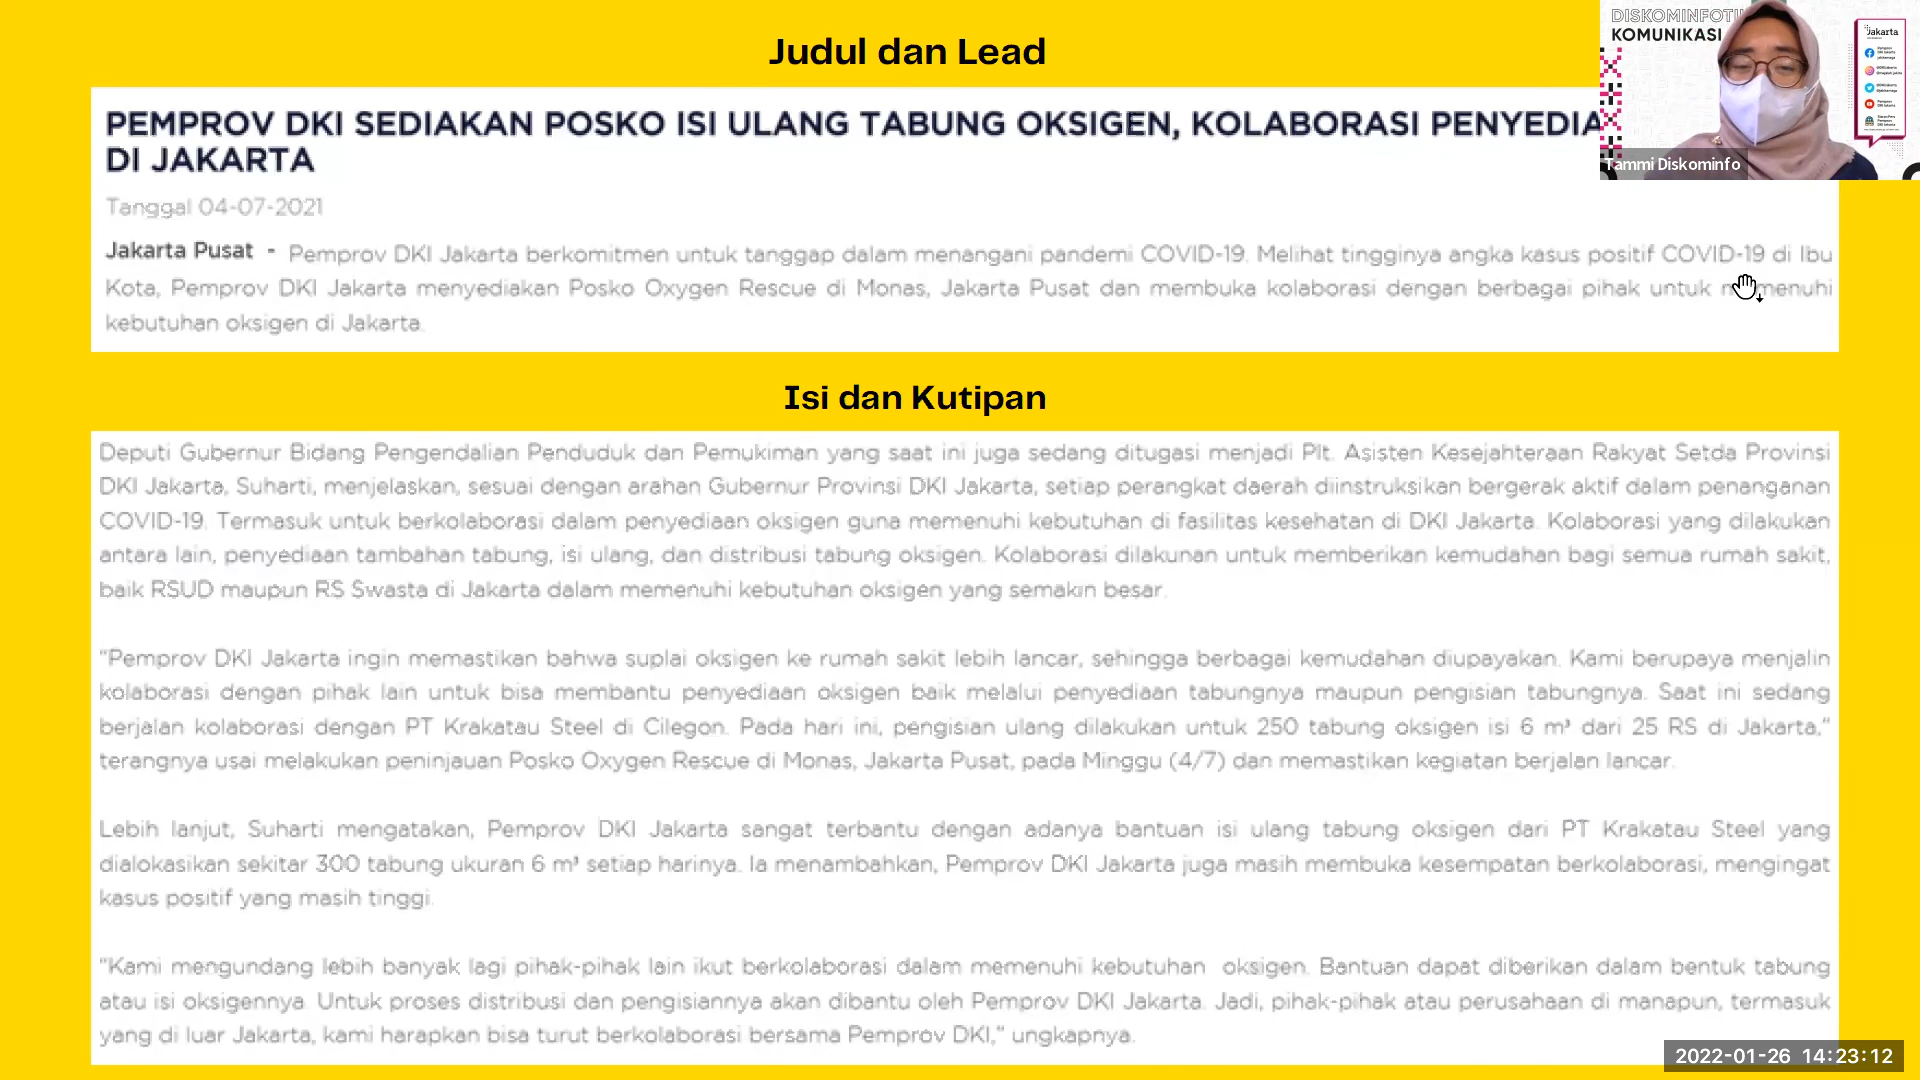 Judul dan Lead
PEMPROV DKI SEDIAKAN POSKO ISI ULANG TABUNG OKSIGEN, KOLABORASI PENYEDIA
DI JAKARTA
Tanggal 04-07-2021
Jakarta Pusat - Pemprov DKI Jakarta berkomitmen untuk tanggap dalam menangani pandemi COVID-19. Melihat tingginya angka kasus positif COVID-19 di Ibu
Kota, Pemprov DKI Jakarta menyediakan Posko Oxygen Rescue di Monas, Jakarta Pusat dan membuka kolaborasi dengan berbagai pihak untuk memenuhi
kebutuhan oksigen di Jakarta.
Isi dan Kutipan
Deputi Gubernur Bidang Pengendalian Penduduk dan Pemukiman yang saat ini juga sedang ditugasi menjadi Plt. Asisten Kesejahteraan Rakyat Setda Provinsi
DKI Jakarta, Suharti, menjelaskan, sesuai dengan arahan Gubernur Provinsi DKI Jakarta, setiap perangkat daerah diinstruksikan bergerak aktif dalam penanganan
COVID-19. Termasuk untuk berkolaborasi dalam penyediaan oksigen guna memenuhi kebutuhan di fasilitas kesehatan di DKI Jakarta. Kolaborasi yang dilakukan
antara lain, penyediaan tambahan tabung, isi ulang, dan distribusi tabung oksigen. Kolaborasi dilakunan untuk memberikan kemudahan bagi semua rumah sakit,
baik RSUD maupun RS Swasta di Jakarta dalam memenuhi kebutuhan oksigen yang semakin besar.
"Pemprov DKI Jakarta ingin memastikan bahwa suplai oksigen ke rumah sakit lebih lancar, sehingga berbagai kemudahan diupayakan. Kami berupaya menjalin
kolaborasi dengan pihak lain untuk bisa membantu penyediaan oksigen baik melalui penyediaan tabungnya maupun pengisian tabungnya. Saat ini sedang
berjalan kolaborasi dengan PT Krakatau Steel di Cilegon. Pada hari ini, pengisian ulang dilakukan untuk 250 tabung oksigen isi 6 m³ dari 25 RS di Jakarta,"
terangnya usai melakukan peninjauan Posko Oxygen Rescue di Monas, Jakarta Pusat, pada Minggu (4/7) dan memastikan kegiatan berjalan lancar.
Lebih lanjut, Suharti mengatakan, Pemprov DKI Jakarta sangat terbantu dengan adanya bantuan isi ulang tabung oksigen dari PT Krakatau Steel yang
dialokasikan sekitar 300 tabung ukuran 6 m³ setiap harinya. Ia menambahkan, Pemprov DKI Jakarta juga masih membuka kesempatan berkolaborasi, mengingat
kasus positif yang masih tinggi.
"Kami mengundang lebih banyak lagi pihak-pihak lain ikut berkolaborasi dalam memenuhi kebutuhan oksigen. Bantuan dapat diberikan dalam bentuk tabung
atau isi oksigennya. Untuk proses distribusi dan pengisiannya akan dibantu oleh Pemprov DKI Jakarta. Jadi, pihak-pihak atau perusahaan di manapun, termasuk
yang di luar Jakarta, kami harapkan bisa turut berkolaborasi bersama Pemprov DKI," ungkapnya.
DISKOMINFOTI
KOMUNIKASI
Jakarta
Tammi Diskominfo
2022-01-26 14:23:12